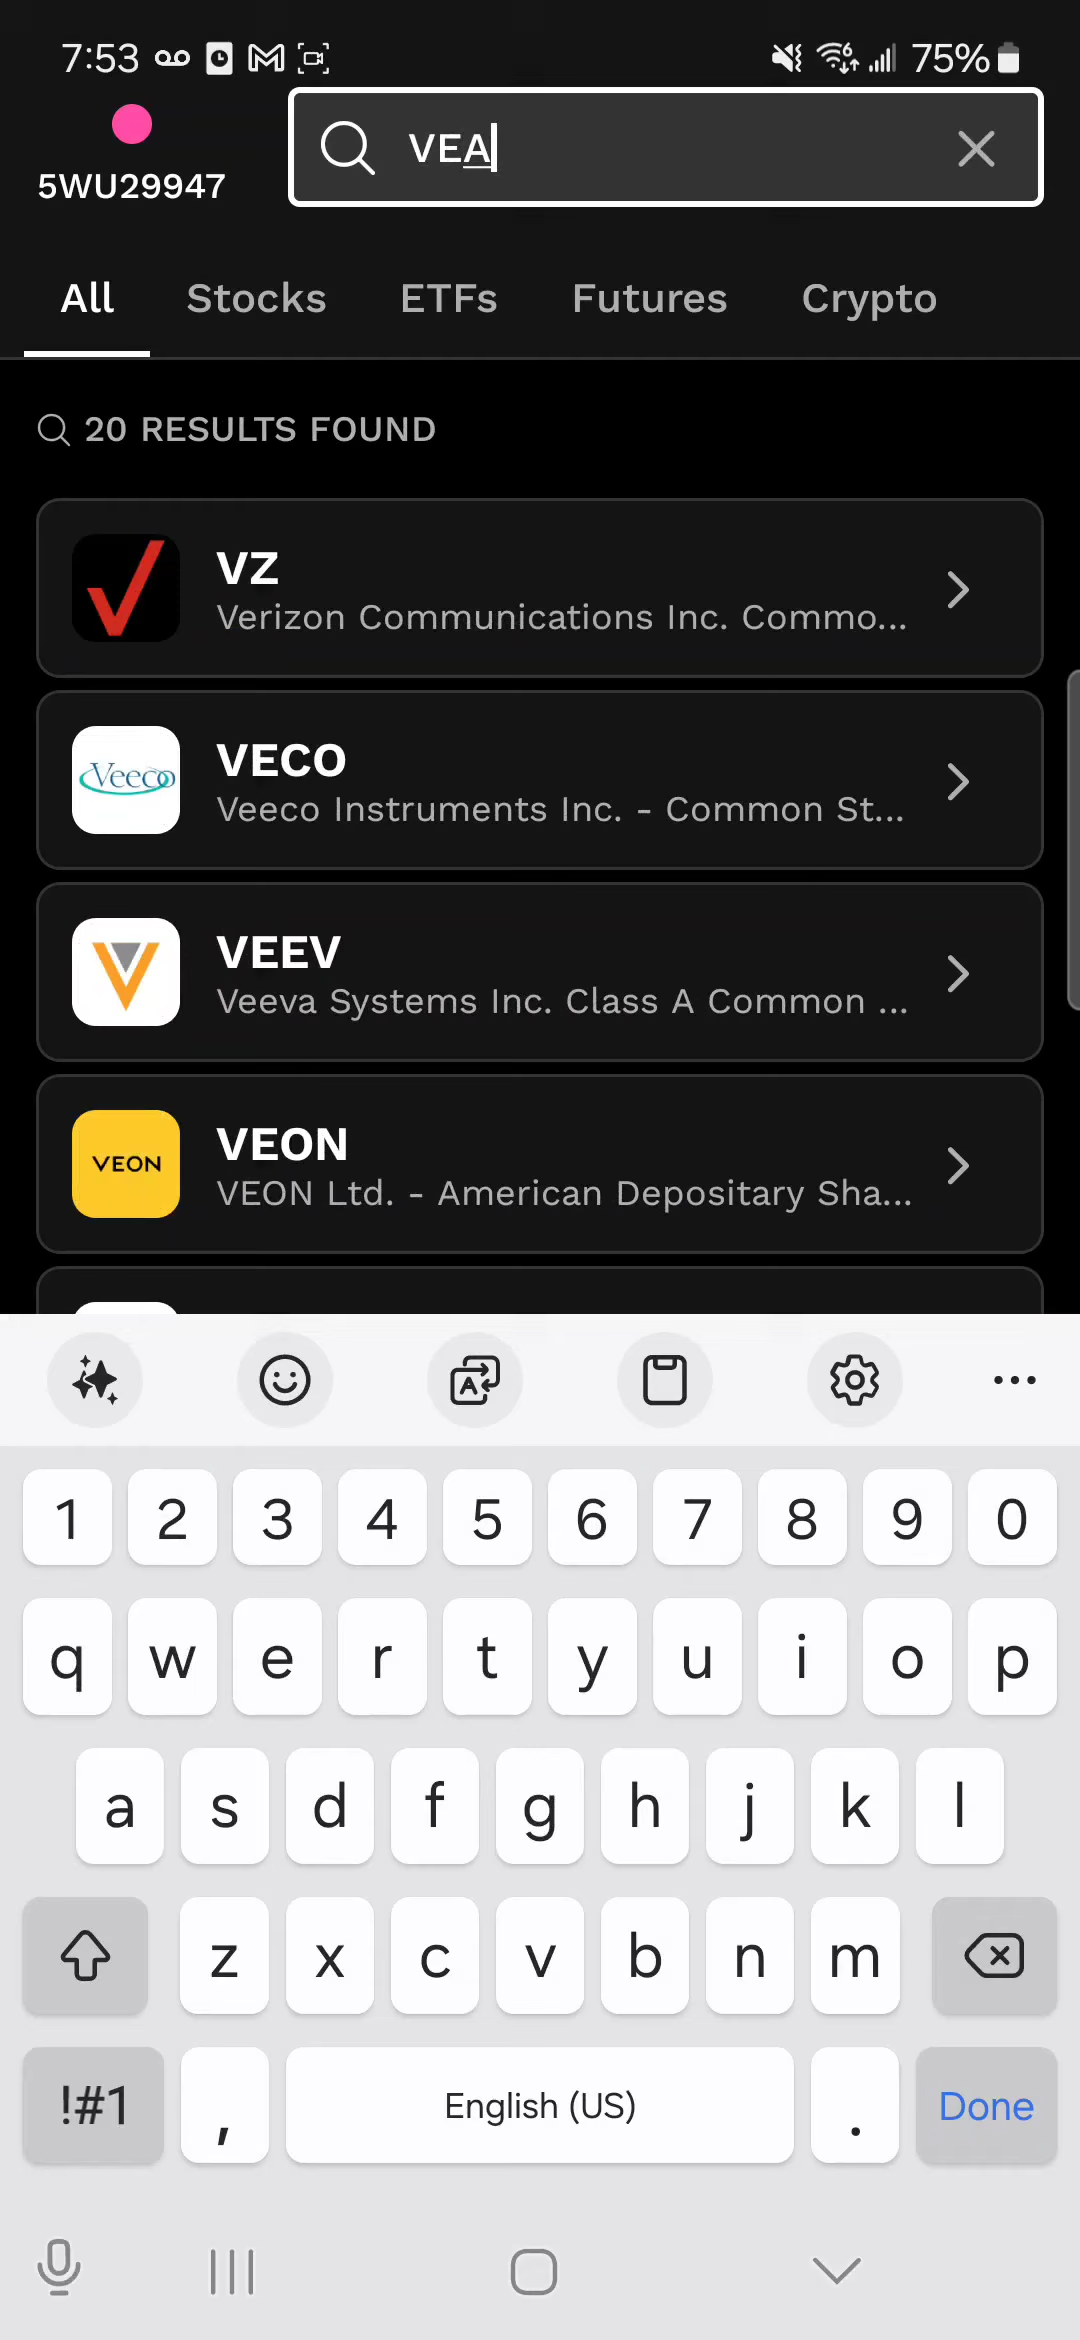 7:53
75%
5WU29947
VEA
All Stocks ETFs Futures Crypto
20 RESULTS FOUND
VZ
Verizon Communications Inc. Commo...
Veeco
VECO
Veeco Instruments Inc. - Common St...
VEEV
Veeva Systems Inc. Class A Common ...
VEON
VEON
VEON Ltd. - American Depositary Sha...
1 2 3 4 5 6 7 8 9 0
q w e r t y u i o p
a s d f g h j k l
z x c v b n m
!#1 , English (US) . Done